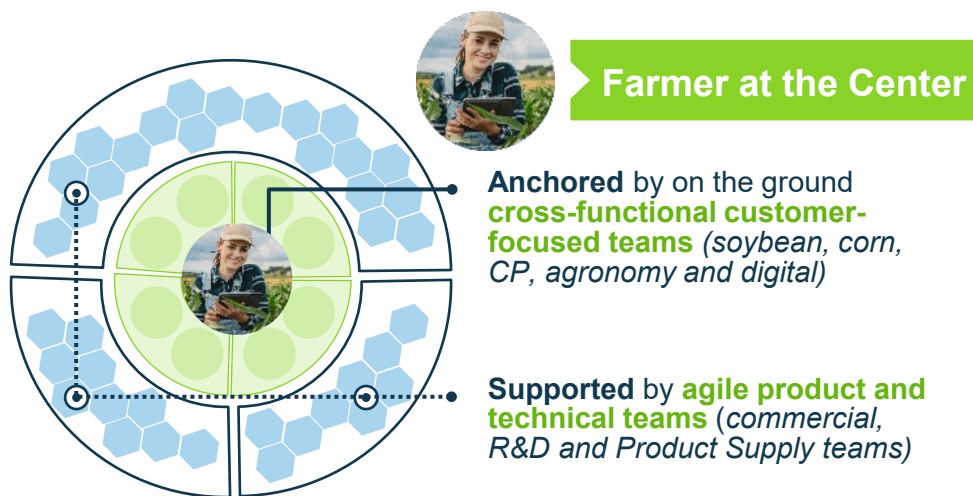 Farmer at the Center
Anchored by on the ground
cross-functional customer-
focused teams (soybean, corn,
CP, agronomy and digital)
Supported by agile product and
technical teams (commercial,
R&D and Product Supply teams)